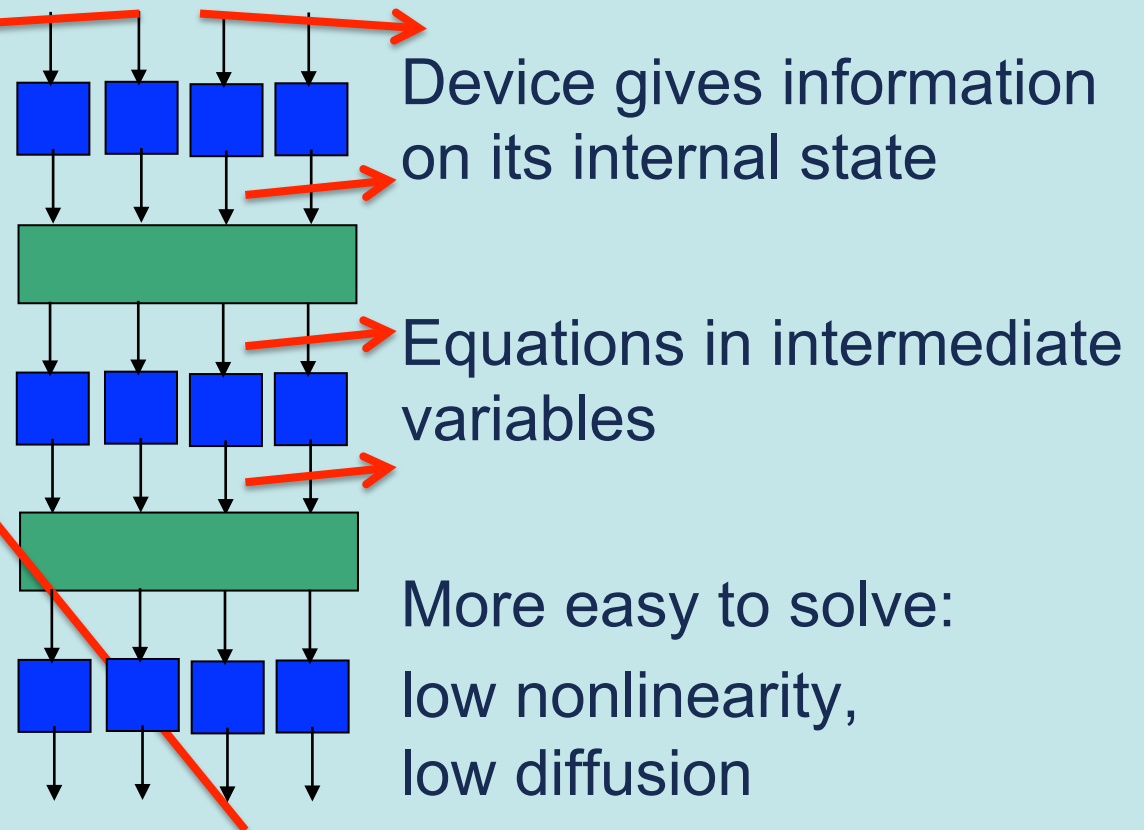 Device gives information
on its internal state
Equations in intermediate
variables
More easy to solve:
low nonlinearity,
low diffusion